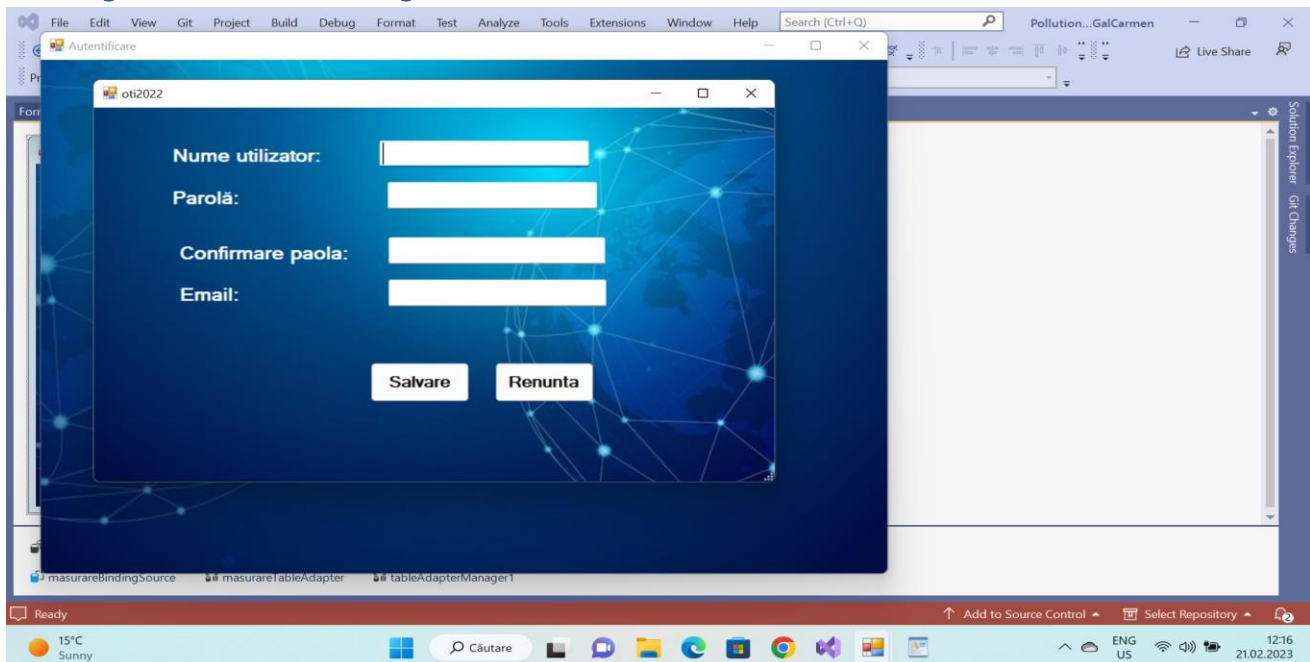 File Edit View Git Project Build Debug Format Test Analyze Tools Extensions Window Help Search (Ctrl+Q) Pollution...GalCarmen
Autentificare
Live Share
Pr
oti2022
Nume utilizator:
Parolă:
Confirmare paola:
Email:
Salvare Renunta
Solution Explorer
Git Changes
masurareBindingSource masurareTableAdapter tableAdapterManager1
Ready
Add to Source Control Select Repository 2
15°C
Sunny
Căutare
ENG
US
12:16
21.02.2023